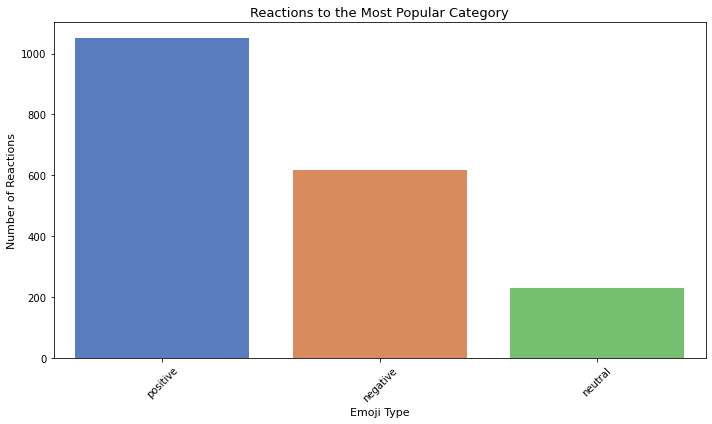 Reactions to the Most Popular Category
Number of Reactions
1000
800
600
400
200
0
positive
negative
neutral
Emoji Type